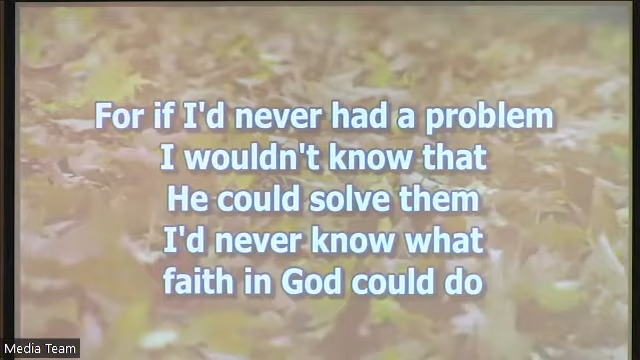 For if I'd never had a problem
I wouldn't know that
He could solve them
I'd never know what
faith in God could do
Media Team